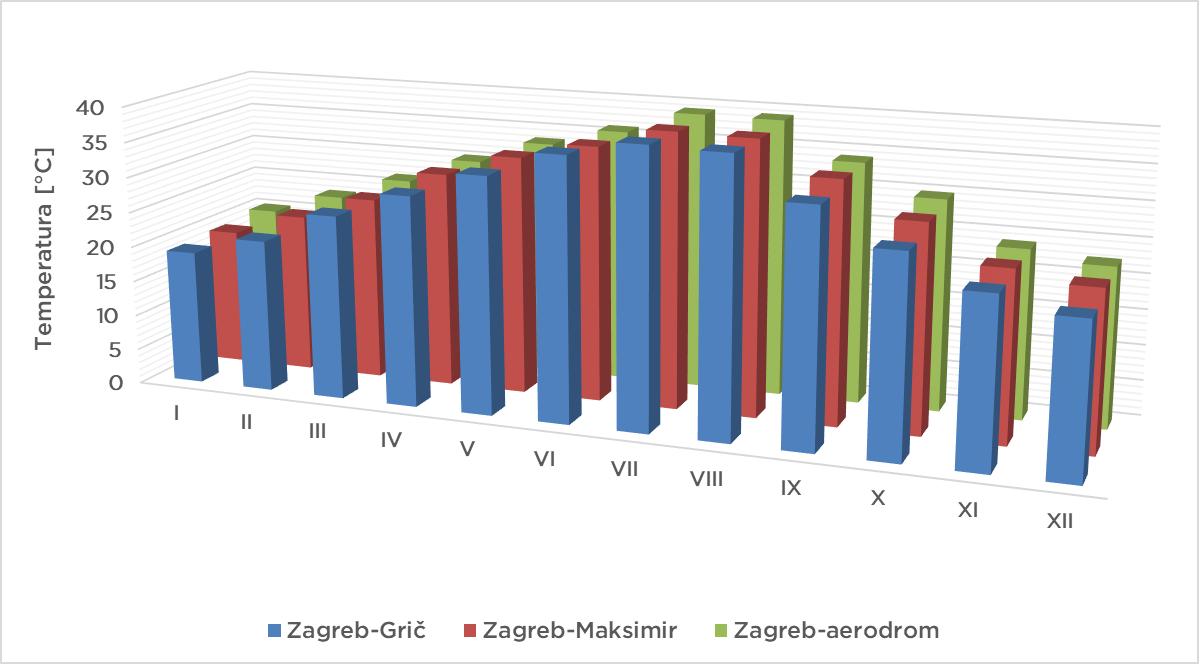 Temperatura [°C]
40
35
30
25
20
15
10
5
0
I
II
III
IV
V
VI
VII
VIII
IX
X
XI
XII
Zagreb-Grič Zagreb-Maksimir Zagreb-aerodrom